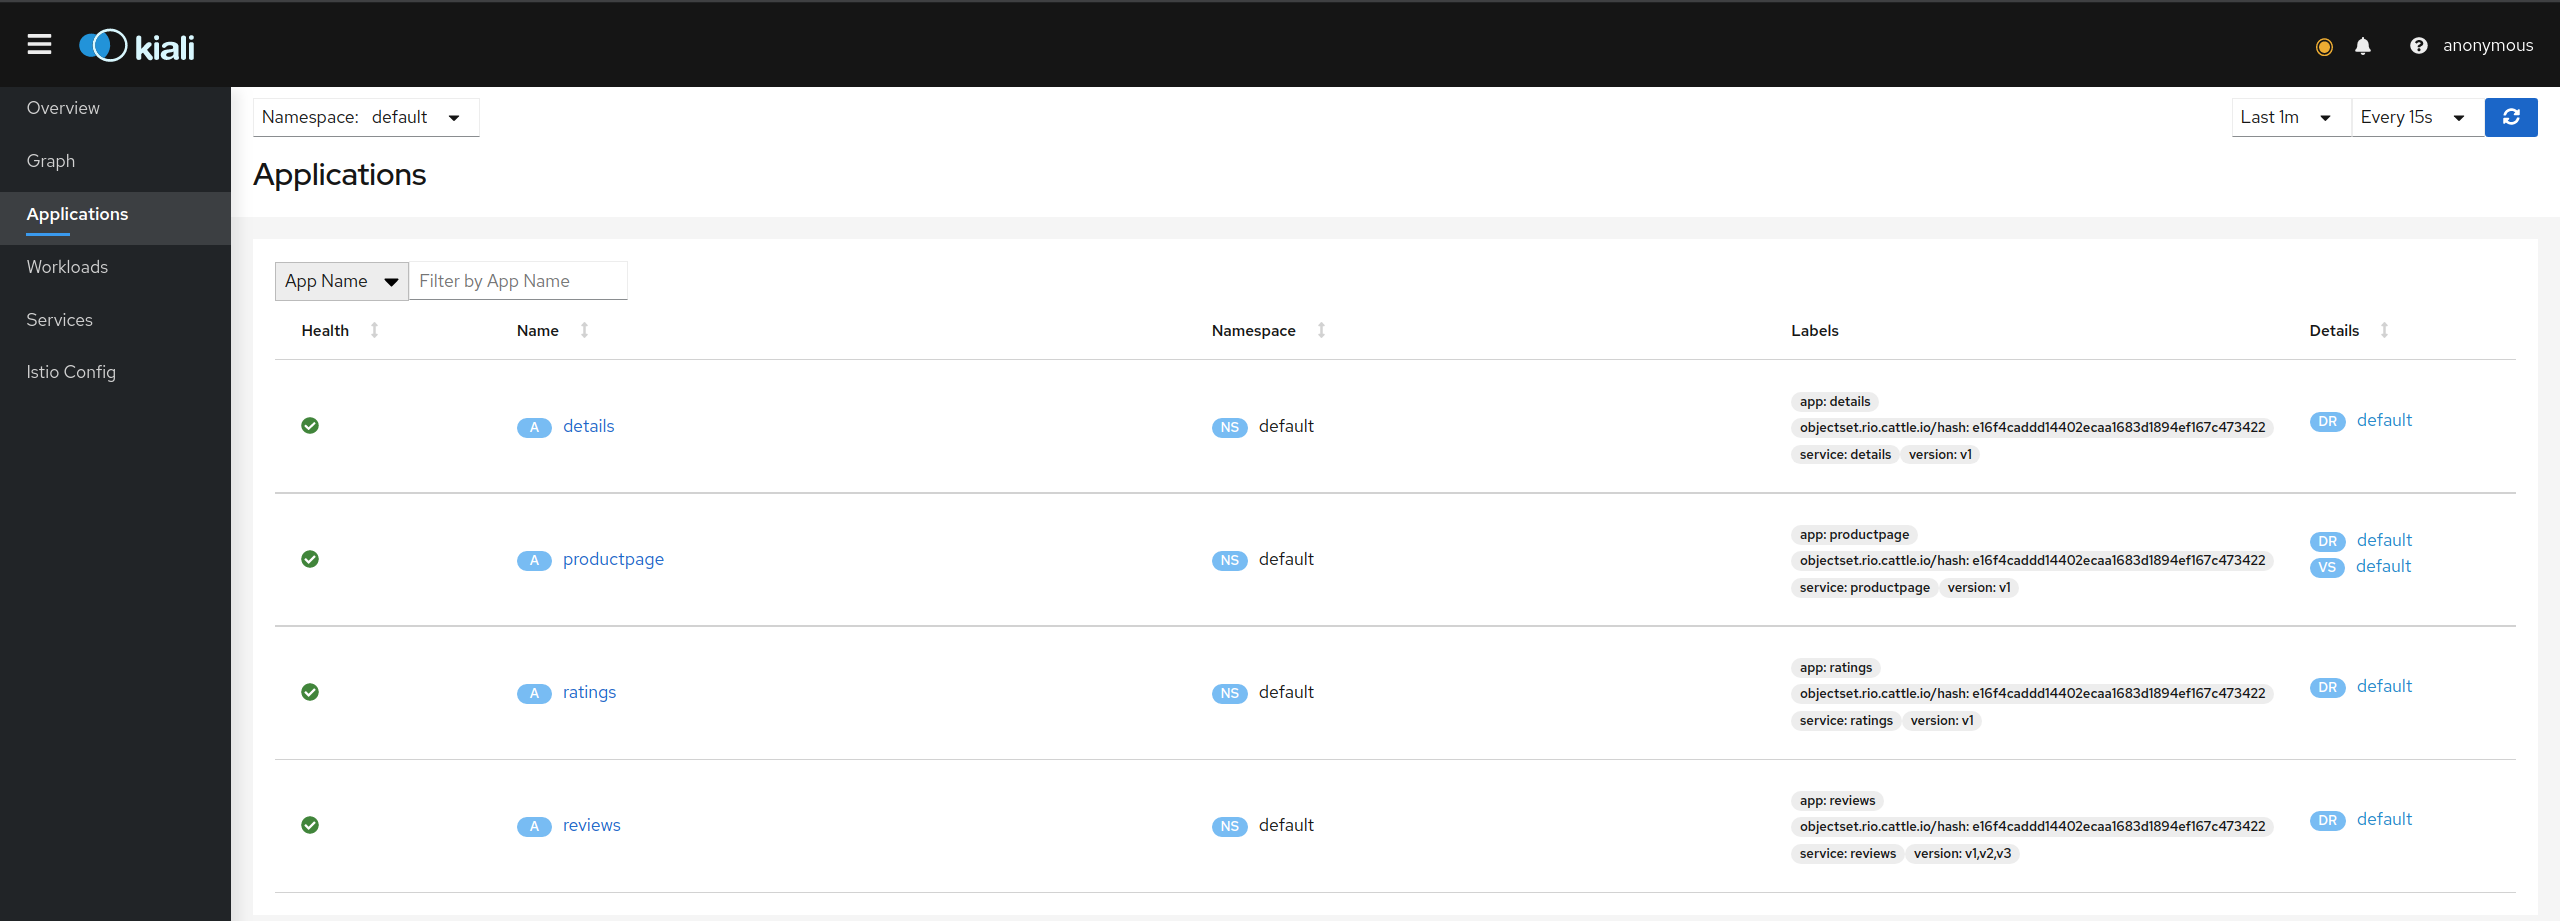 kiali
anonymous
Overview
Graph
Applications
Workloads
Services
Istio Config
Namespace: default
Last 1m Every 15s
Applications
App Name Filter by App Name
Health Name Namespace Labels Details
A details NS default
app: details
objectset.rio.cattle.io/hash: e16f4caddd14402ecaa1683d1894ef167c473422
service: details version: v1
DR default
A productpage NS default
app: productpage
objectset.rio.cattle.io/hash: e16f4caddd14402ecaa1683d1894ef167c473422
service: productpage version: v1
DR default
VS default
A ratings NS default
app: ratings
objectset.rio.cattle.io/hash: e16f4caddd14402ecaa1683d1894ef167c473422
service: ratings version: v1
DR default
A reviews NS default
app: reviews
objectset.rio.cattle.io/hash: e16f4caddd14402ecaa1683d1894ef167c473422
service: reviews version: v1,v2,v3
DR default